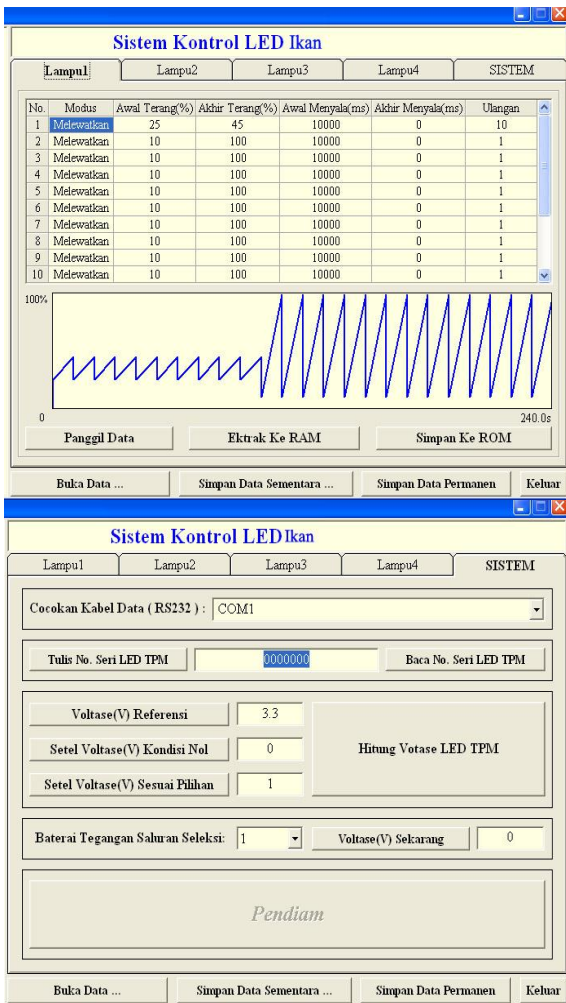 Sistem Kontrol LED Ikan
Lampu1 Lampu2 Lampu3 Lampu4 SISTEM
No. Modus Awal Terang(%) Akhir Terang(%) Awal Menyala(ms) Akhir Menyala(ms) Ulangan
1 Melewatkan 25 45 10000 0 10
2 Melewatkan 10 100 10000 0 1
3 Melewatkan 10 100 10000 0 1
4 Melewatkan 10 100 10000 0 1
5 Melewatkan 10 100 10000 0 1
6 Melewatkan 10 100 10000 0 1
7 Melewatkan 10 100 10000 0 1
8 Melewatkan 10 100 10000 0 1
9 Melewatkan 10 100 10000 0 1
10 Melewatkan 10 100 10000 0 1
100%
0 240.0s
Panggil Data Ektrak Ke RAM Simpan Ke ROM
Buka Data ... Simpan Data Sementara ... Simpan Data Permanen Keluar
Sistem Kontrol LED Ikan
Lampu1 Lampu2 Lampu3 Lampu4 SISTEM
Cocokan Kabel Data ( RS232 ) : COM1
Tulis No. Seri LED TPM 0000000 Baca No. Seri LED TPM
Voltase(V) Referensi 3.3
Setel Voltase(V) Kondisi Nol 0 Hitung Votase LED TPM
Setel Voltase(V) Sesuai Pilihan 1
Baterai Tegangan Saluran Seleksi: 1 Voltase(V) Sekarang 0
Pendiam
Buka Data ... Simpan Data Sementara ... Simpan Data Permanen Keluar